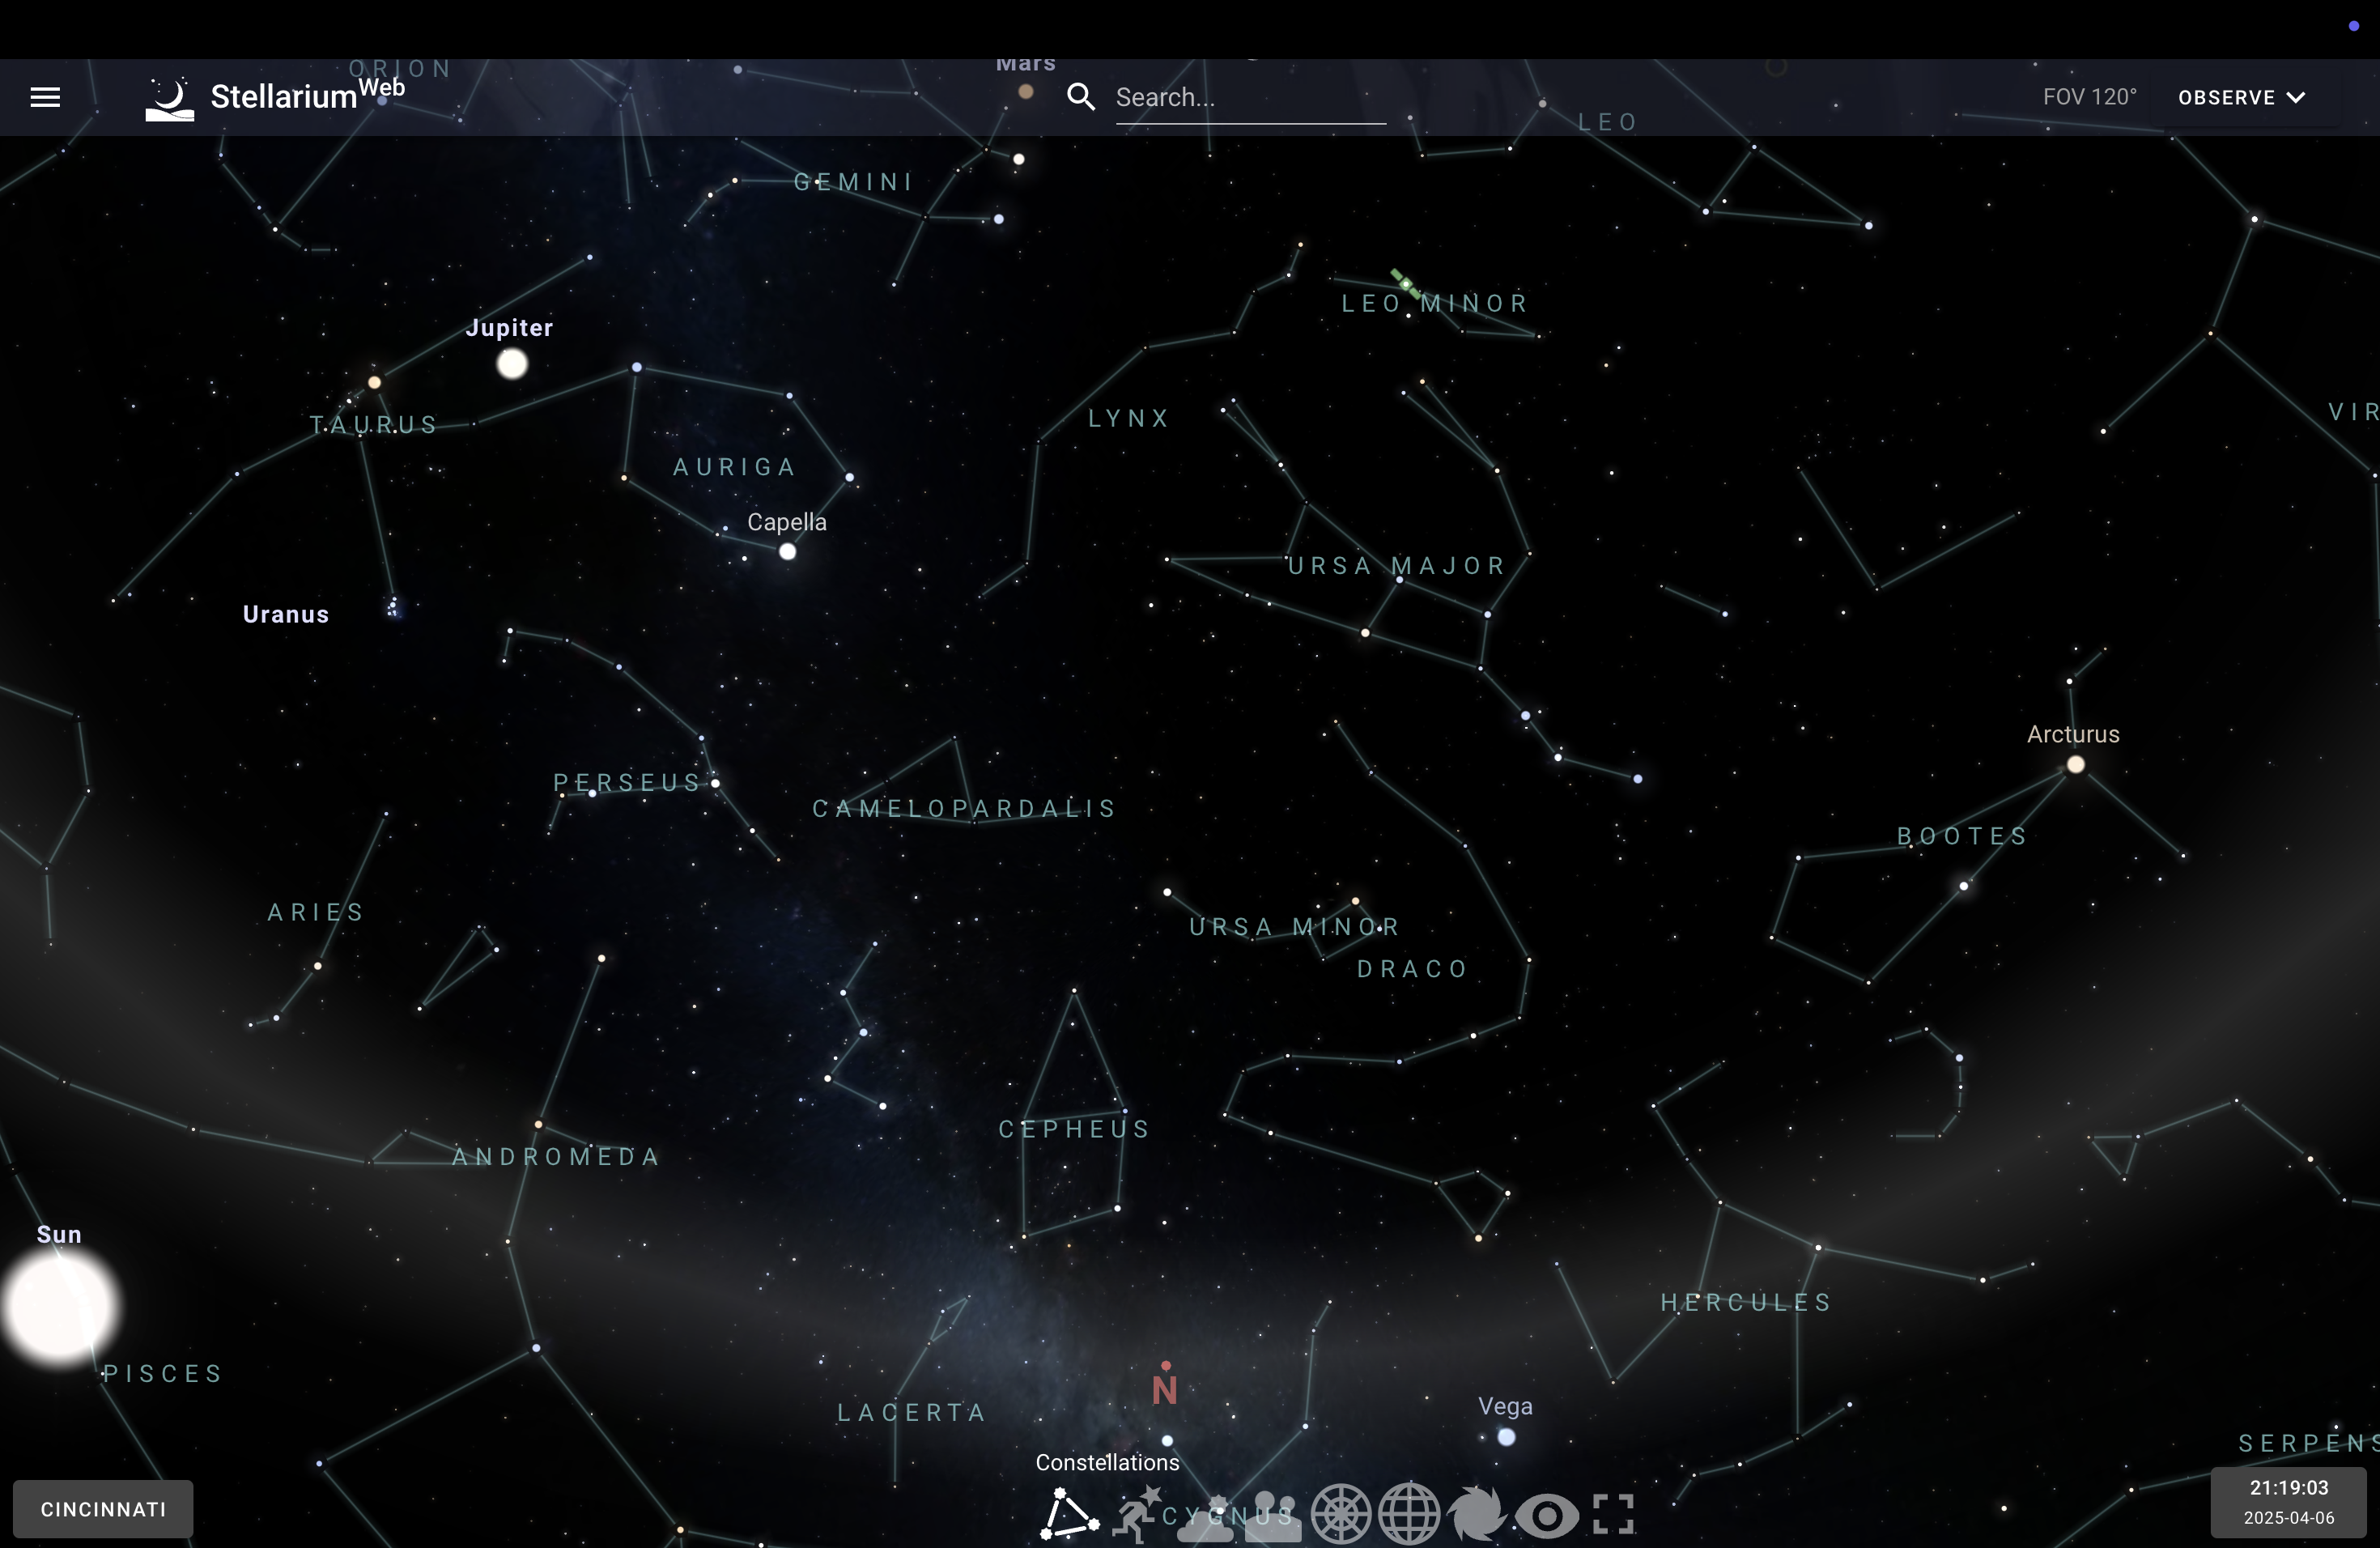 ORION
Mars
Stellarium Web
Search...
FOV 120°
OBSERVE
LEO
GEMINI
LEO MINOR
Jupiter
VIR
TAURUS
LYNX
AURIGA
Capella
URSA MAJOR
Uranus
Arcturus
PERSEUS
CAMELOPARDALIS
BOOTES
ARIES
URSA MINOR
DRACO
CEPHEUS
ANDROMEDA
Sun
HERCULES
PISCES
N
LACERTA
Vega
SERPENS
Constellations
CINCINNATI
CYGNUS
21:19:03
2025-04-06